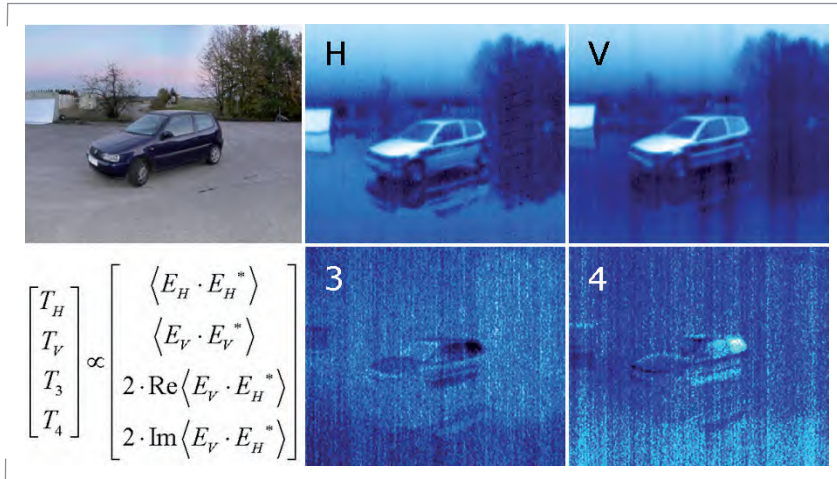 H
V
3
4
[T_H T_V T_3 T_4] ∝ [⟨E_H · E_H*⟩
⟨E_V · E_V*⟩
2 · Re⟨E_V · E_H*⟩
2 · Im⟨E_V · E_H*⟩]